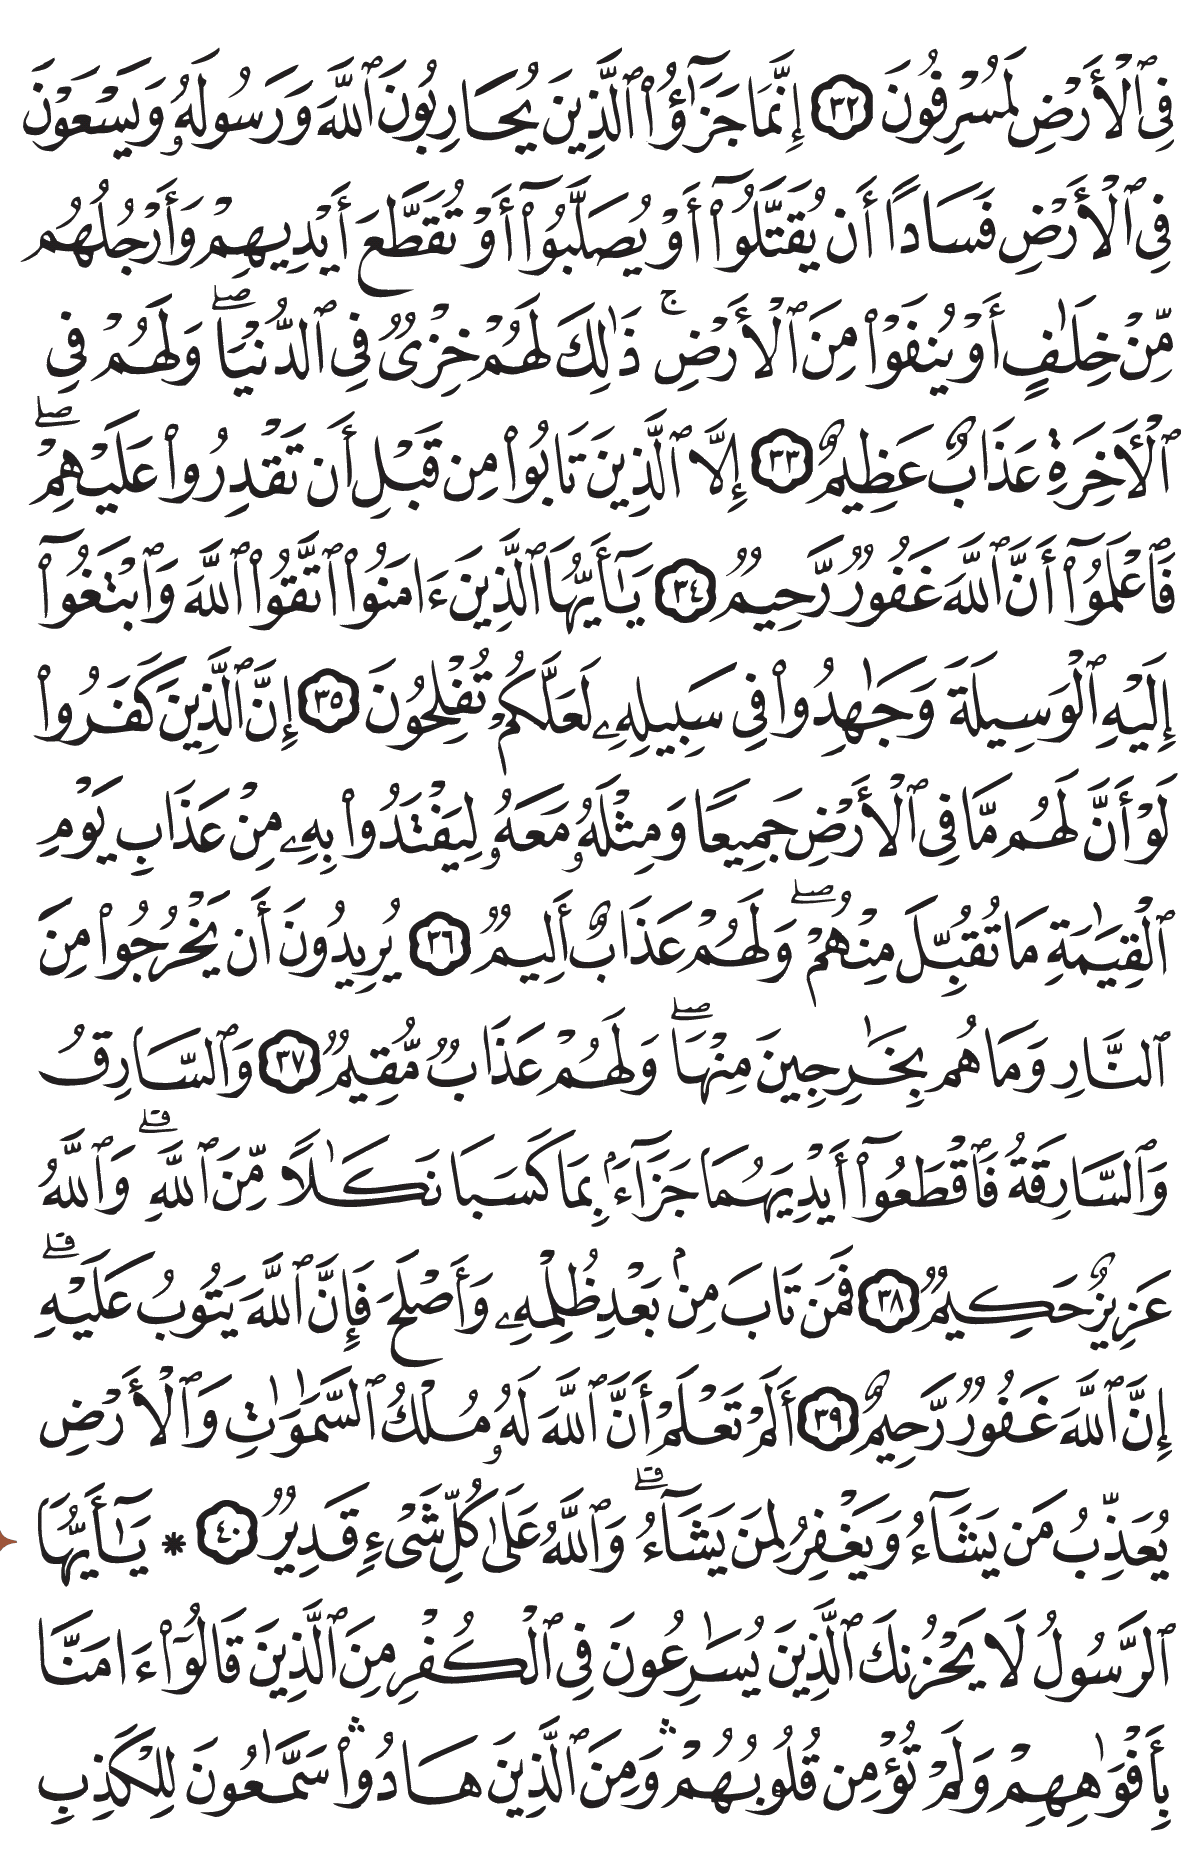 فِي ٱلْأَرْضِ لَمُسْرِفُونَ ٣٢ إِنَّمَا جَزَٰٓؤُا۟ ٱلَّذِينَ يُحَارِبُونَ ٱللَّهَ وَرَسُولَهُۥ وَيَسْعَوْنَ
فِي ٱلْأَرْضِ فَسَادًا أَن يُقَتَّلُوٓا۟ أَوْ يُصَلَّبُوٓا۟ أَوْ تُقَطَّعَ أَيْدِيهِمْ وَأَرْجُلُهُم
مِّنْ خِلَٰفٍ أَوْ يُنفَوْا۟ مِنَ ٱلْأَرْضِ ۚ ذَٰلِكَ لَهُمْ خِزْىٌ فِي ٱلدُّنْيَا ۖ وَلَهُمْ فِي
ٱلْـَٔاخِرَةِ عَذَابٌ عَظِيمٌ ٣٣ إِلَّا ٱلَّذِينَ تَابُوا۟ مِن قَبْلِ أَن تَقْدِرُوا۟ عَلَيْهِمْ ۖ
فَٱعْلَمُوٓا۟ أَنَّ ٱللَّهَ غَفُورٌ رَّحِيمٌ ٣٤ يَٰٓأَيُّهَا ٱلَّذِينَ ءَامَنُوا۟ ٱتَّقُوا۟ ٱللَّهَ وَٱبْتَغُوٓا۟
إِلَيْهِ ٱلْوَسِيلَةَ وَجَٰهِدُوا۟ فِي سَبِيلِهِۦ لَعَلَّكُمْ تُفْلِحُونَ ٣٥ إِنَّ ٱلَّذِينَ كَفَرُوا۟
لَوْ أَنَّ لَهُم مَّا فِي ٱلْأَرْضِ جَمِيعًا وَمِثْلَهُۥ مَعَهُۥ لِيَفْتَدُوا۟ بِهِۦ مِنْ عَذَابِ يَوْمِ
ٱلْقِيَٰمَةِ مَا تُقُبِّلَ مِنْهُمْ ۖ وَلَهُمْ عَذَابٌ أَلِيمٌ ٣٦ يُرِيدُونَ أَن يَخْرُجُوا۟ مِنَ
ٱلنَّارِ وَمَا هُم بِخَٰرِجِينَ مِنْهَا ۖ وَلَهُمْ عَذَابٌ مُّقِيمٌ ٣٧ وَٱلسَّارِقُ
وَٱلسَّارِقَةُ فَٱقْطَعُوٓا۟ أَيْدِيَهُمَا جَزَآءًۢ بِمَا كَسَبَا نَكَٰلًا مِّنَ ٱللَّهِ ۗ وَٱللَّهُ
عَزِيزٌ حَكِيمٌ ٣٨ فَمَن تَابَ مِنۢ بَعْدِ ظُلْمِهِۦ وَأَصْلَحَ فَإِنَّ ٱللَّهَ يَتُوبُ عَلَيْهِ ۗ
إِنَّ ٱللَّهَ غَفُورٌ رَّحِيمٌ ٣٩ أَلَمْ تَعْلَمْ أَنَّ ٱللَّهَ لَهُۥ مُلْكُ ٱلسَّمَٰوَٰتِ وَٱلْأَرْضِ
يُعَذِّبُ مَن يَشَآءُ وَيَغْفِرُ لِمَن يَشَآءُ ۗ وَٱللَّهُ عَلَىٰ كُلِّ شَىْءٍ قَدِيرٌ ٤٠ * يَٰٓأَيُّهَا
ٱلرَّسُولُ لَا يَحْزُنكَ ٱلَّذِينَ يُسَٰرِعُونَ فِي ٱلْكُفْرِ مِنَ ٱلَّذِينَ قَالُوٓا۟ ءَامَنَّا
بِأَفْوَٰهِهِمْ وَلَمْ تُؤْمِن قُلُوبُهُمْ ۛ وَمِنَ ٱلَّذِينَ هَادُوا۟ ۛ سَمَّٰعُونَ لِلْكَذِبِ